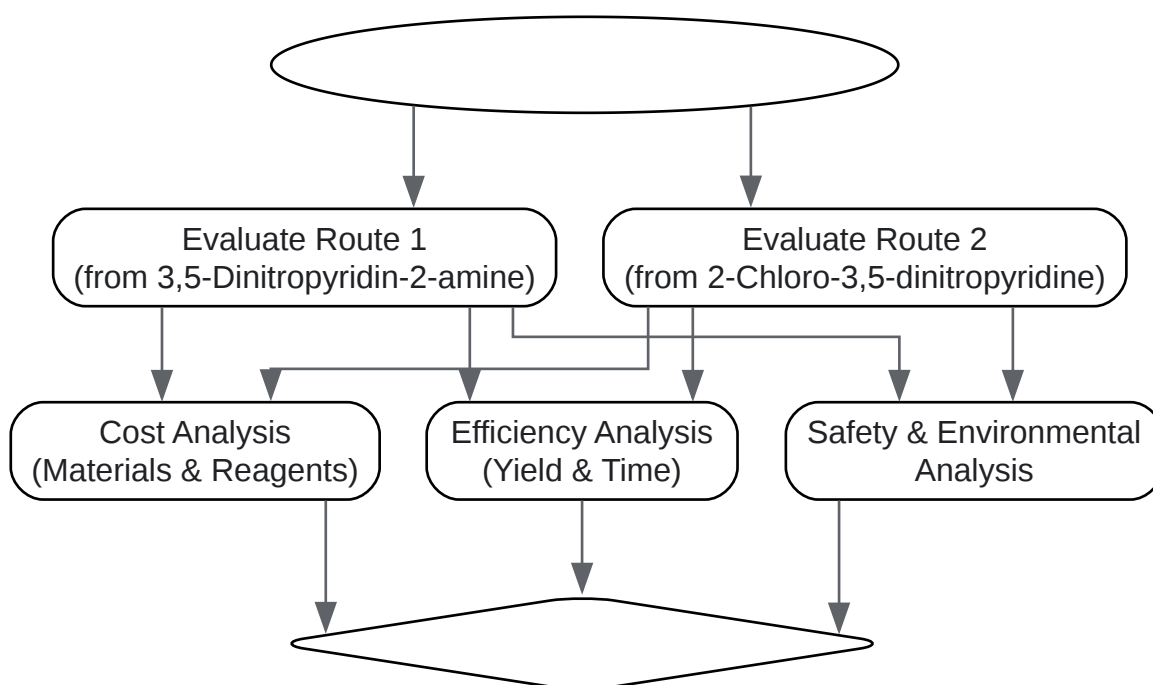 Evaluate Route 1
(from 3,5-Dinitropyridin-2-amine)
Evaluate Route 2
(from 2-Chloro-3,5-dinitropyridine)
Cost Analysis
(Materials & Reagents)
Efficiency Analysis
(Yield & Time)
Safety & Environmental
Analysis